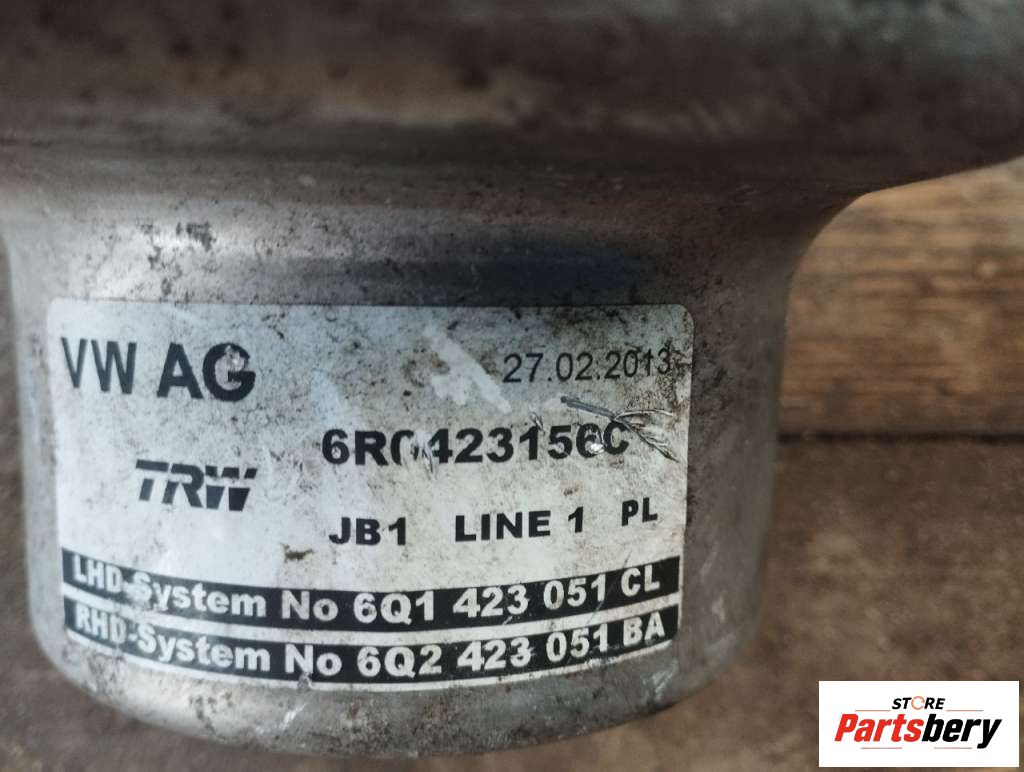 VW AG
27.02.2013
6R0423156C
TRW
JB1 LINE 1 PL
LHD-System No 6Q1 423 051 CL
RHD-System No 6Q2 423 051 BA
STORE
Partsbery